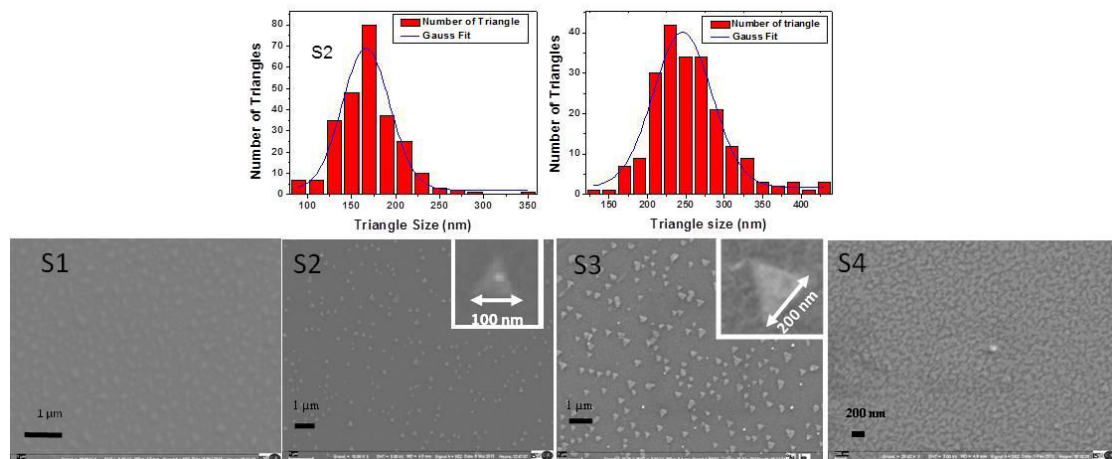 Number of Triangle
Gauss Fit
S2
80
70
60
50
40
30
20
10
0
Number of Triangles
100
150
200
250
300
350
Triangle Size (nm)
Number of triangle
Gauss Fit
40
30
20
10
0
Number of Triangles
150
200
250
300
350
400
Triangle size (nm)
S1
1 µm
S2
100 nm
1 µm
S3
200 nm
1 µm
S4
200 nm